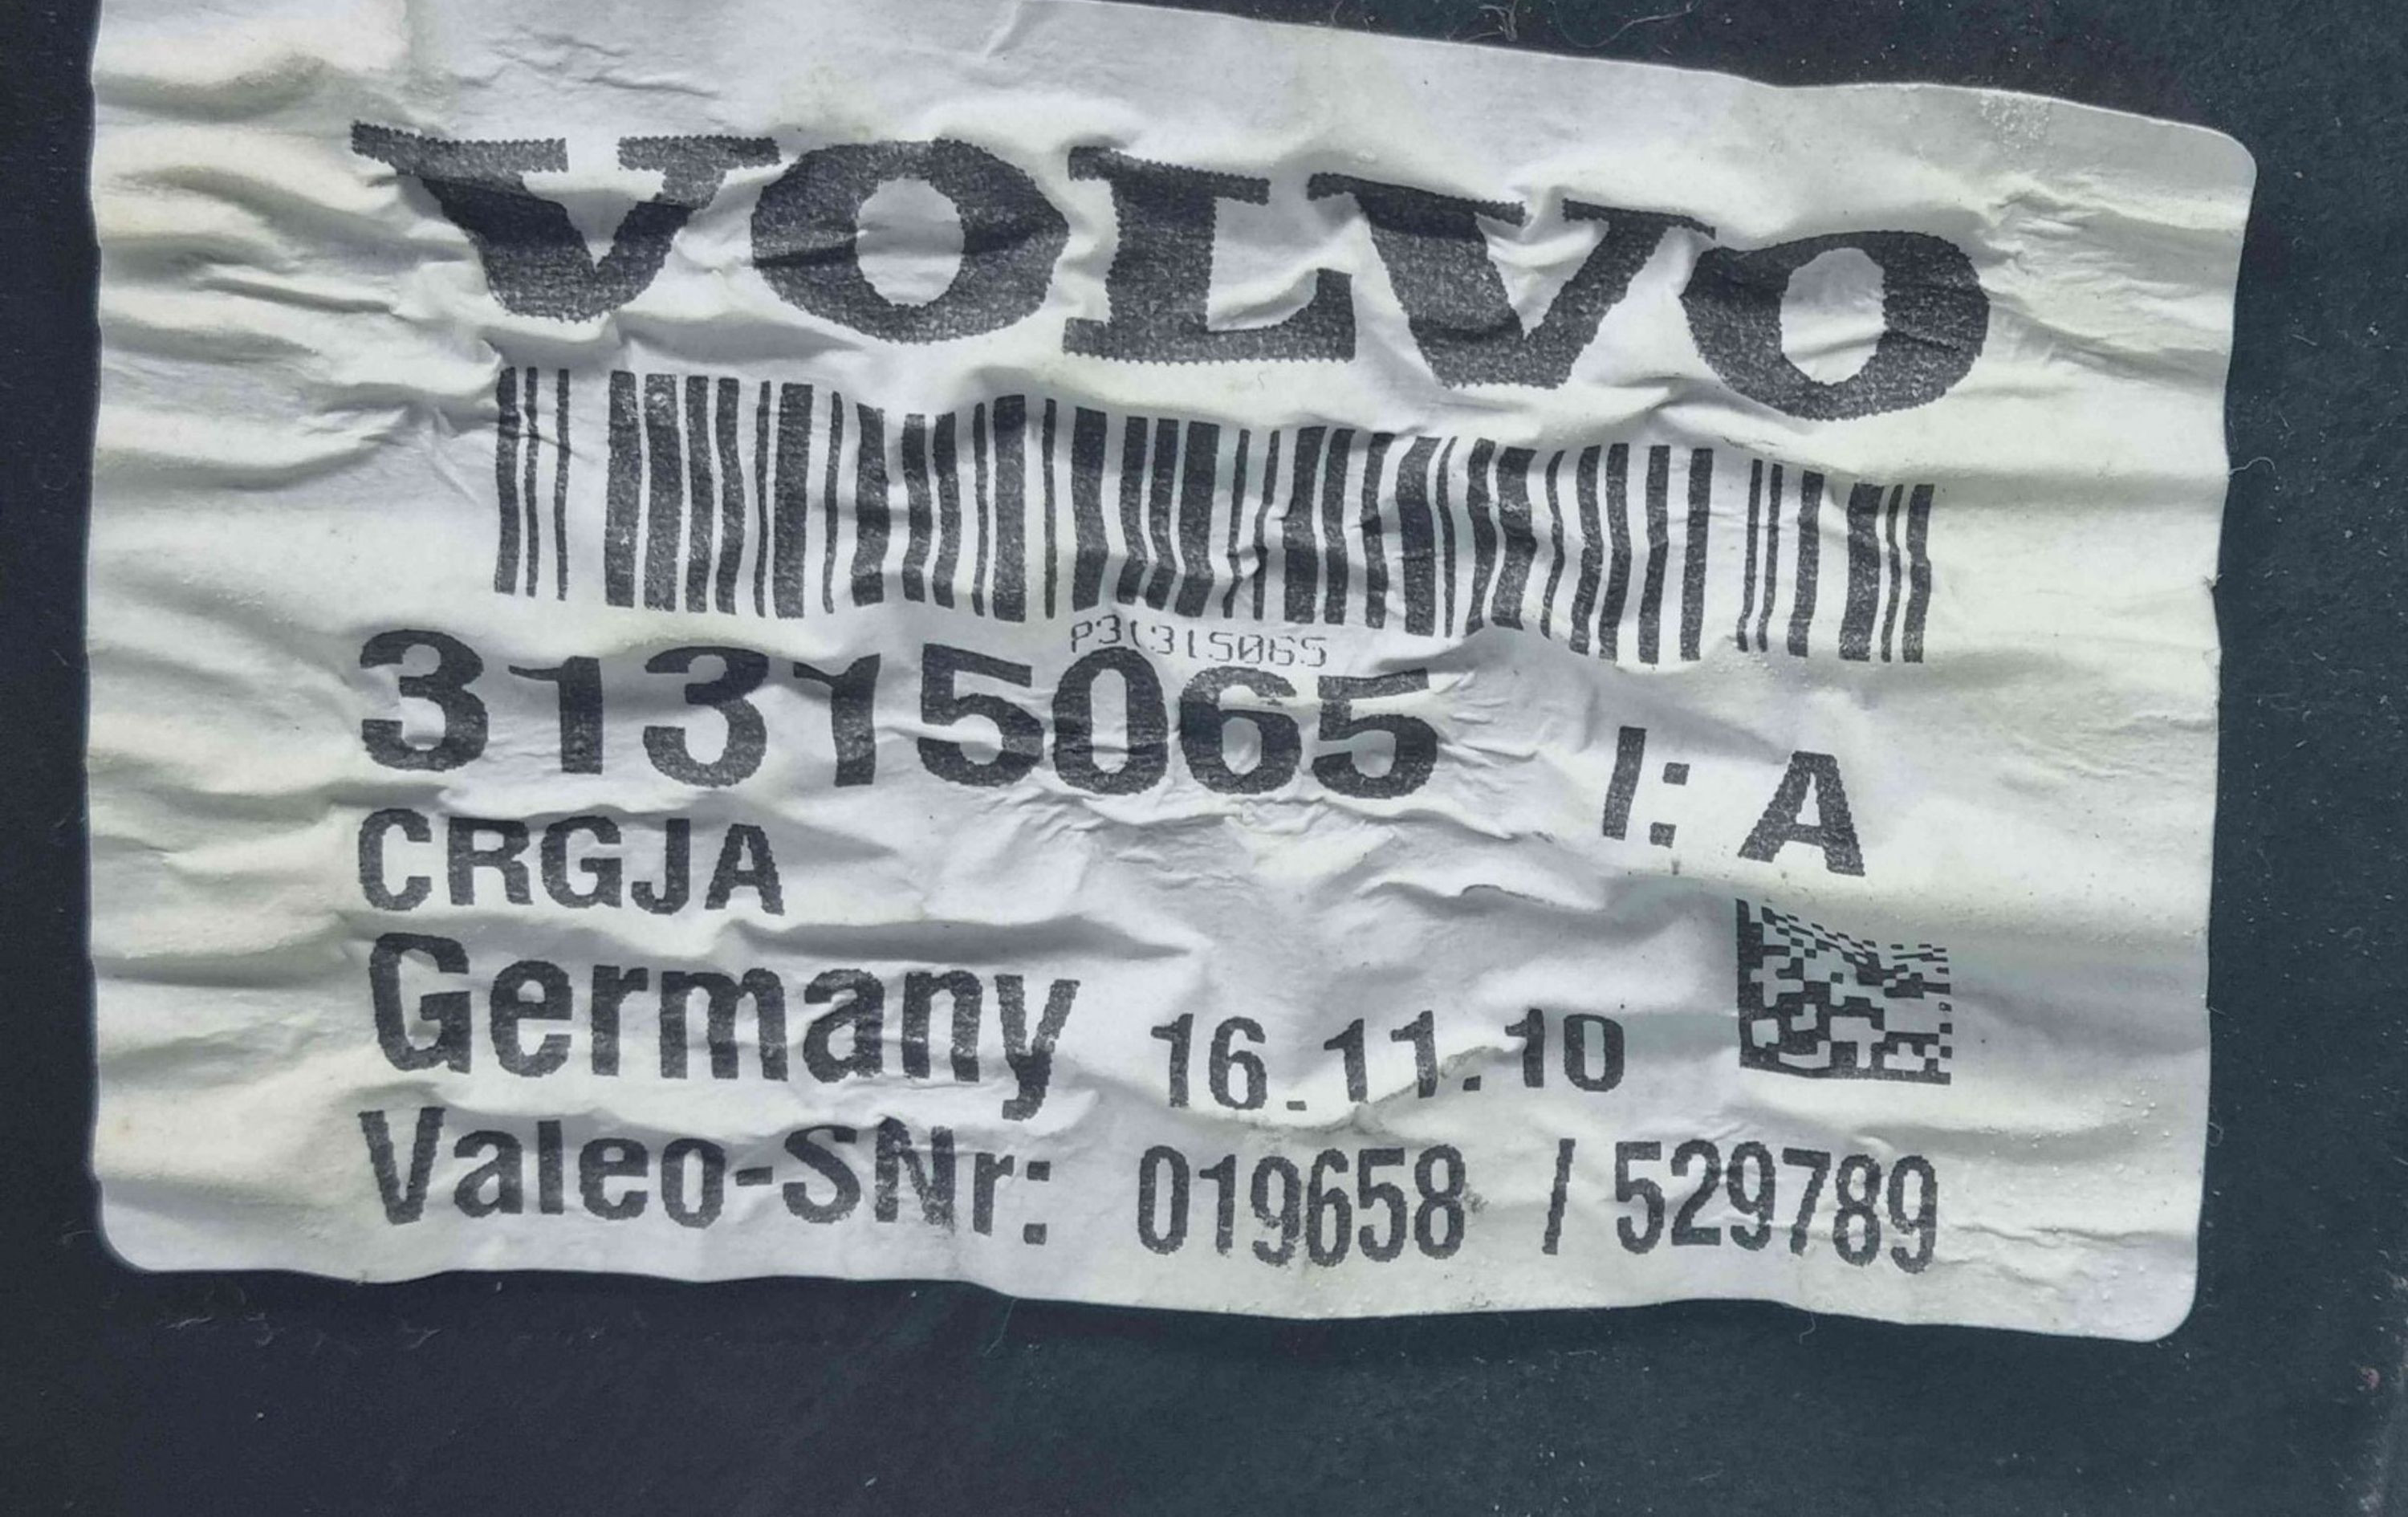 VOLVO
P31315065
31315065 I: A
CRGJA
Germany 16.11.10
Valeo-SNr: 019658 / 529789